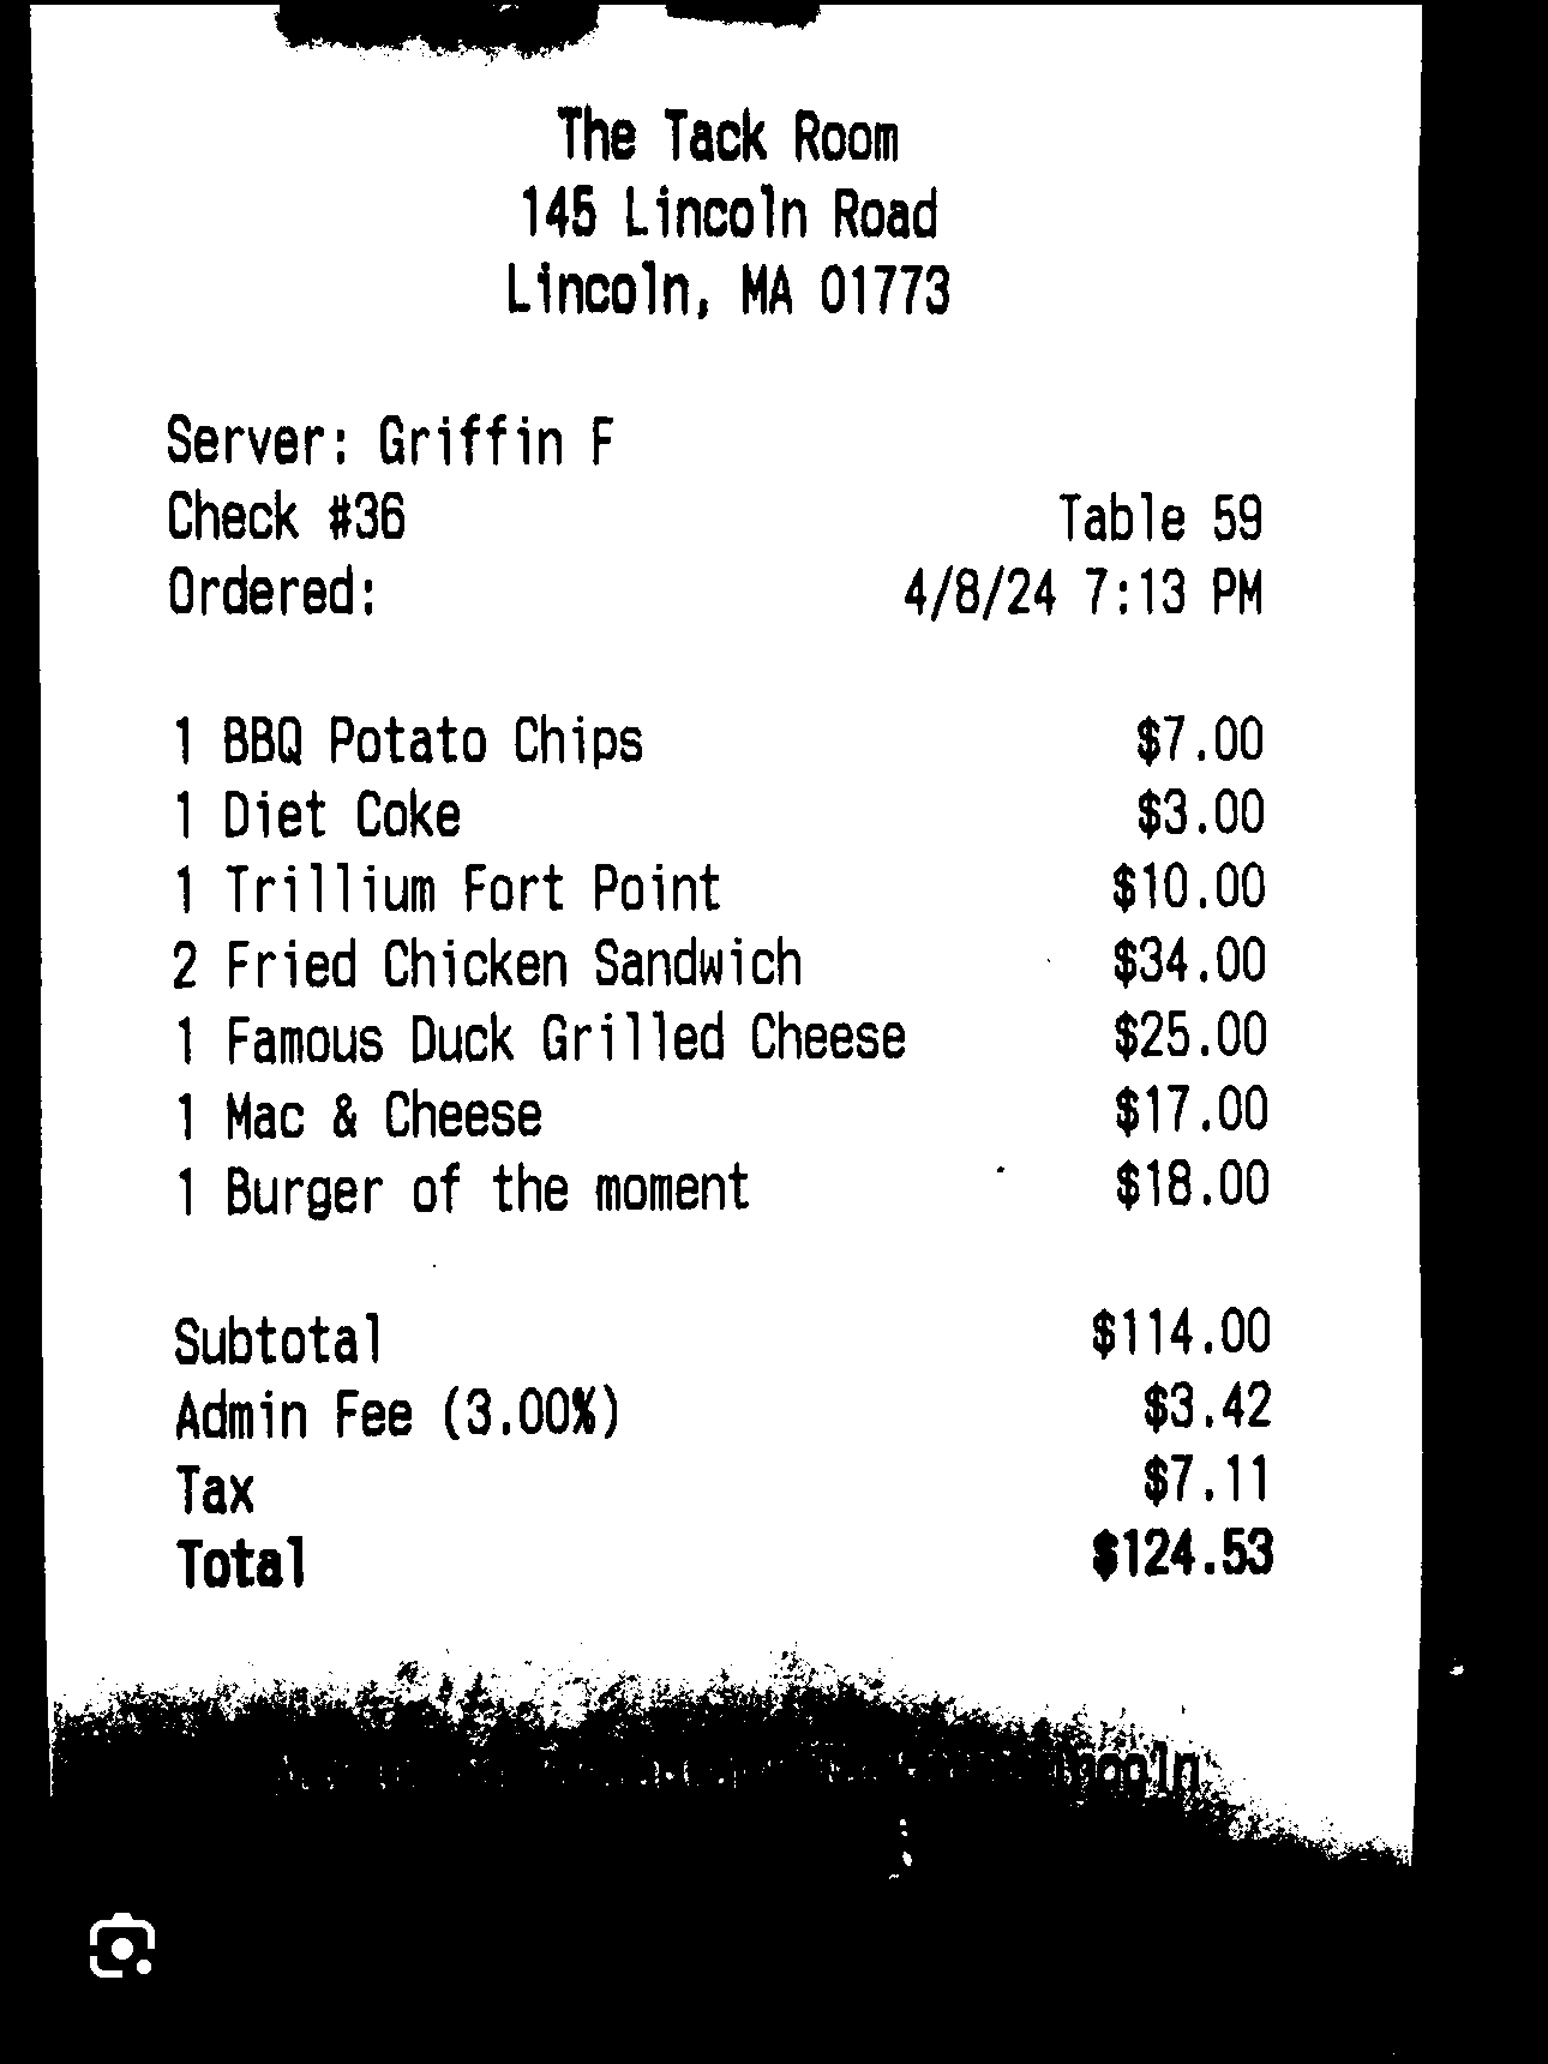 The Tack Room
145 Lincoln Road
Lincoln, MA 01773
Server: Griffin F
Check #36 Table 59
Ordered: 4/8/24 7:13 PM
1 BBQ Potato Chips $7.00
1 Diet Coke $3.00
1 Trillium Fort Point $10.00
2 Fried Chicken Sandwich $34.00
1 Famous Duck Grilled Cheese $25.00
1 Mac & Cheese $17.00
1 Burger of the moment $18.00
Subtotal $114.00
Admin Fee (3.00%) $3.42
Tax $7.11
Total $124.53